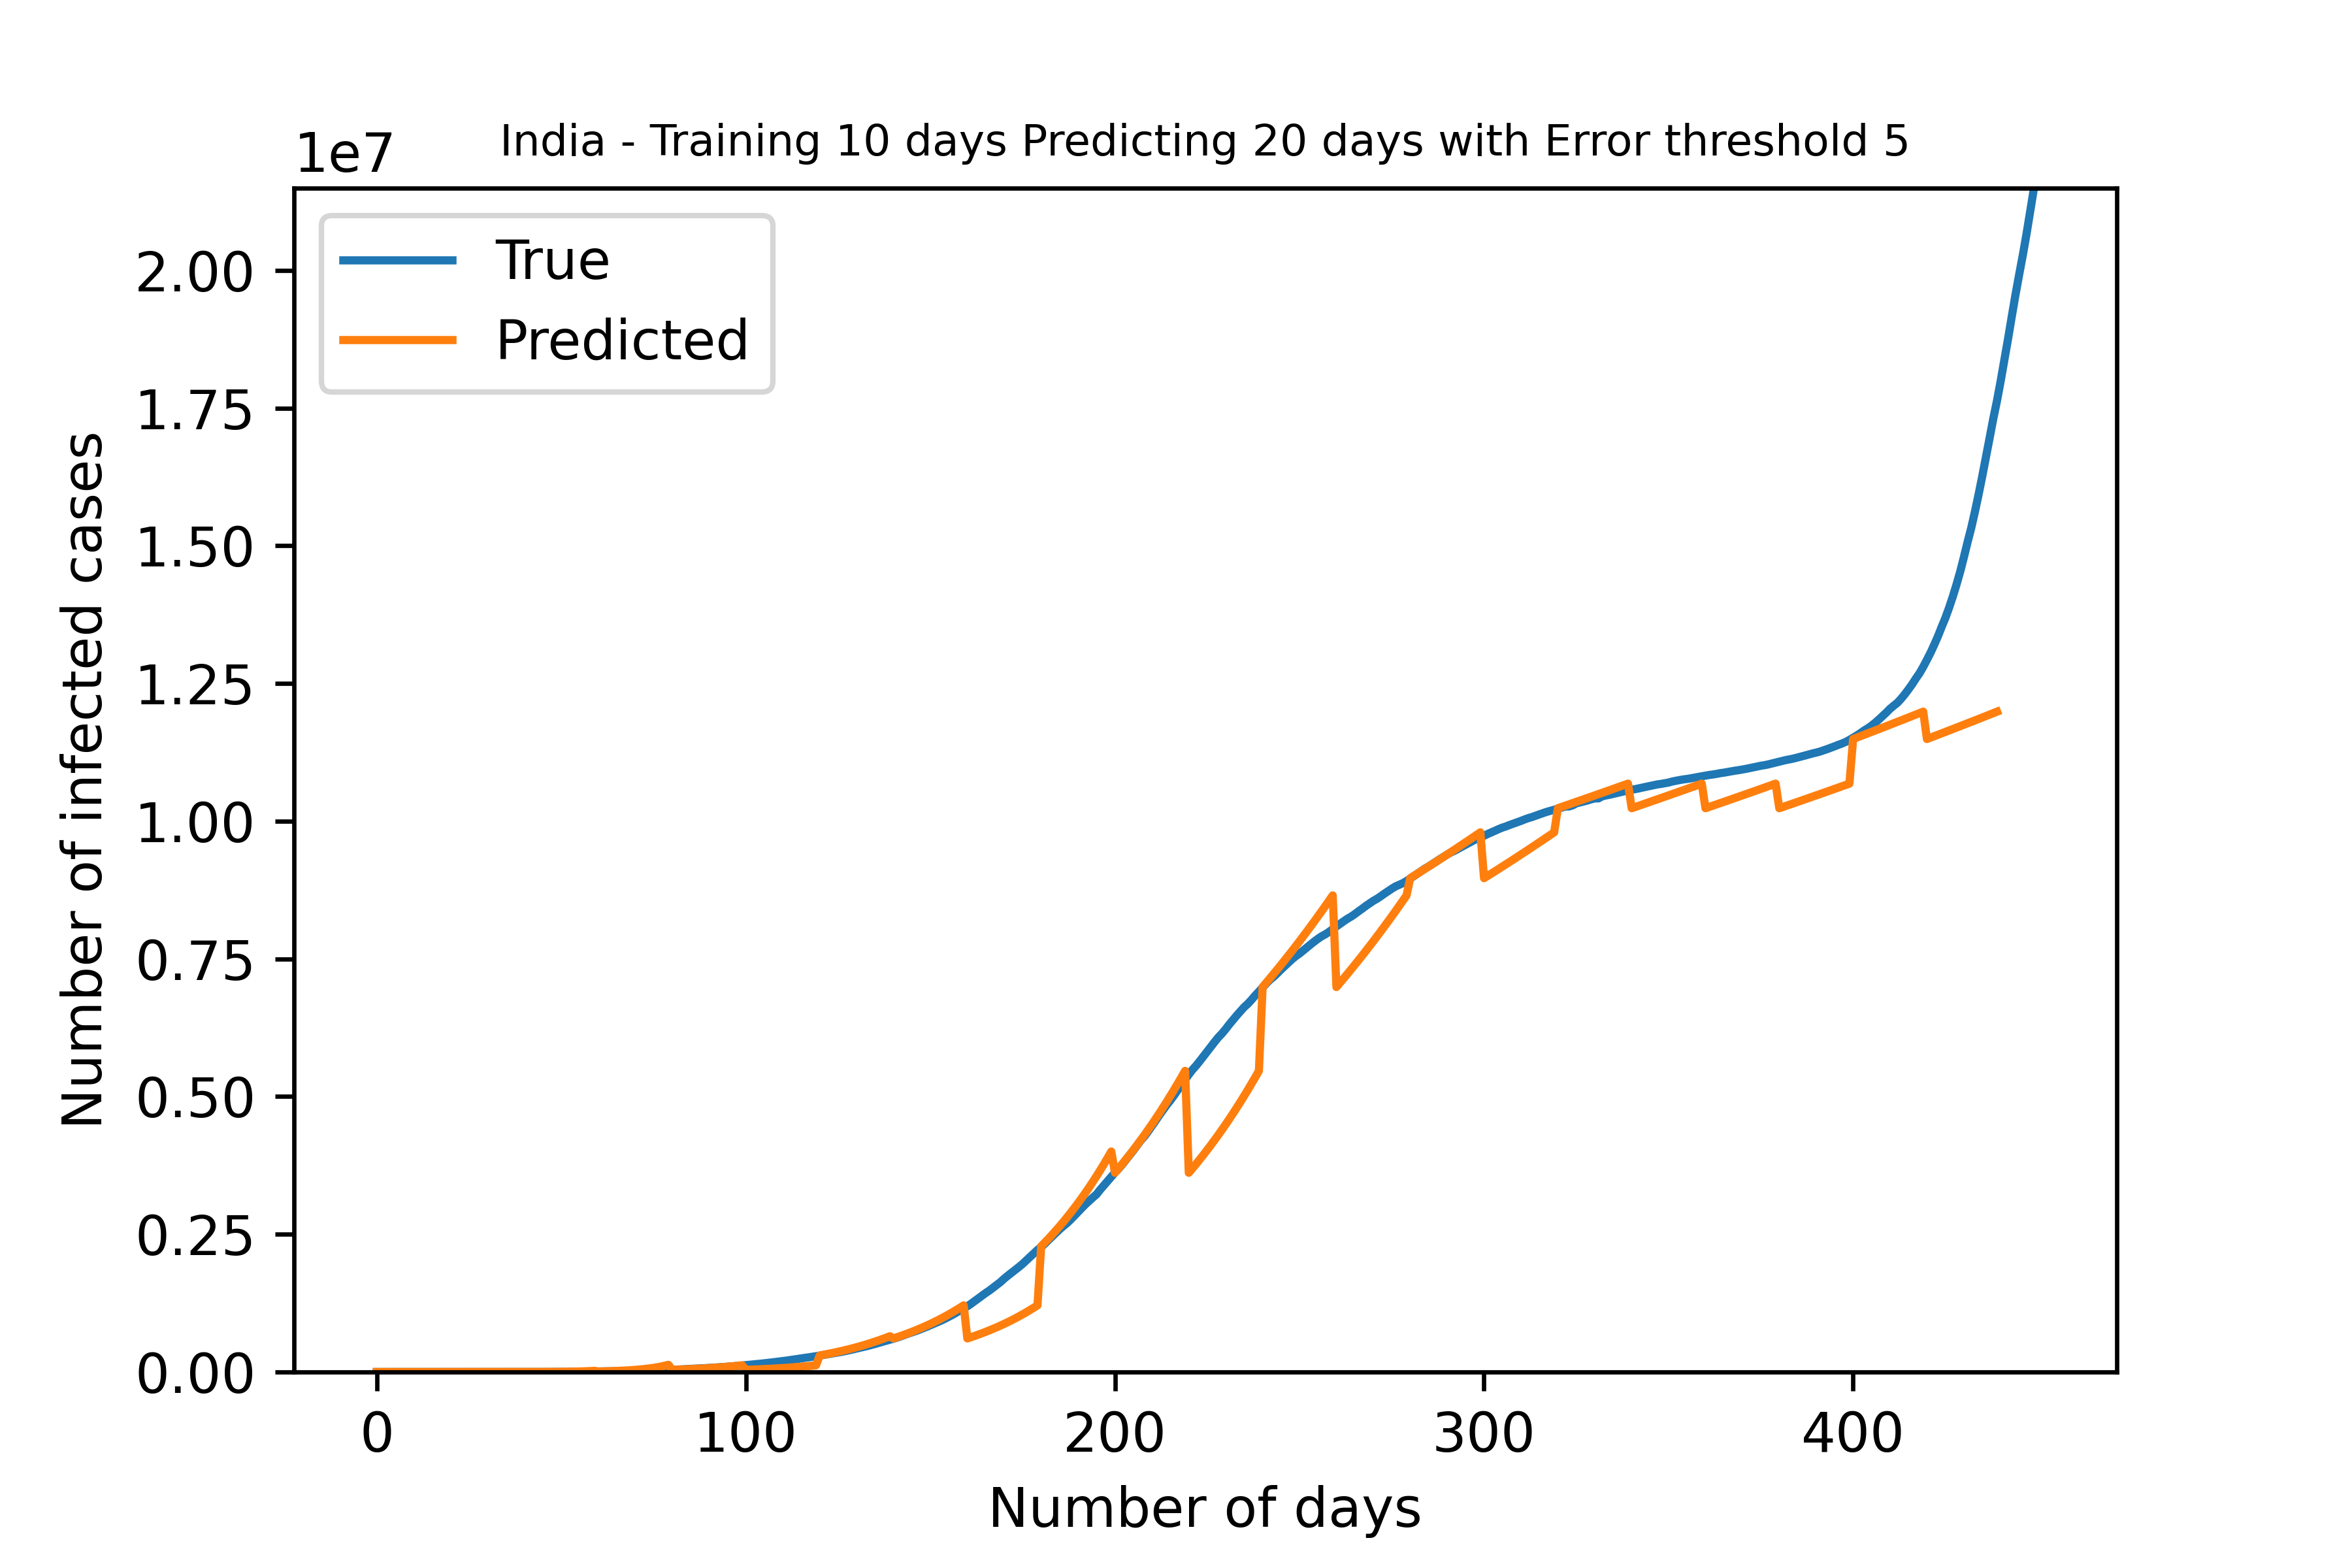 India - Training 10 days Predicting 20 days with Error threshold 5
1e7
True
Predicted
2.00
1.75
1.50
1.25
1.00
0.75
0.50
0.25
0.00
Number of infected cases
0 100 200 300 400
Number of days